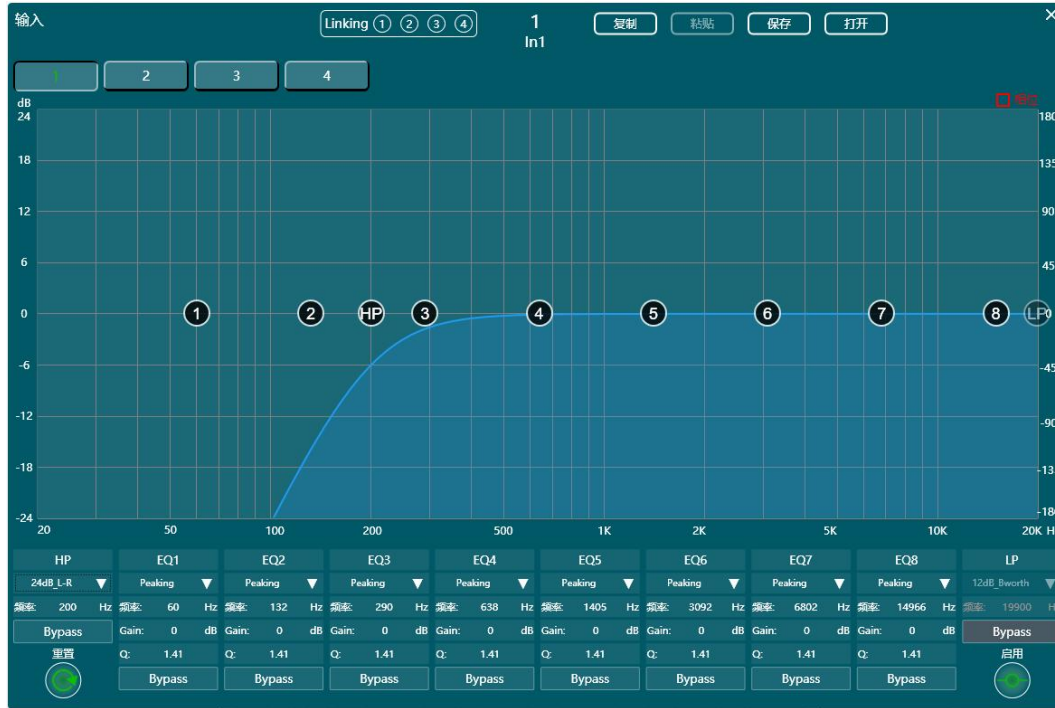 输入 Linking 1 2 3 4 1 复制 粘贴 保存 打开
In1
1 2 3 4
dB 相位
24 180
18 135
12 90
6 45
0 1 2 HP 3 4 5 6 7 8 LP 0
-6 -45
-12 -90
-18 -13
-24 -18
20 50 100 200 500 1K 2K 5K 10K 20K H
HP EQ1 EQ2 EQ3 EQ4 EQ5 EQ6 EQ7 EQ8 LP
24dB_L-R Peaking Peaking Peaking Peaking Peaking Peaking Peaking Peaking 12dB_Bworth
频率: 200 Hz 频率: 60 Hz 频率: 132 Hz 频率: 290 Hz 频率: 638 Hz 频率: 1405 Hz 频率: 3092 Hz 频率: 6802 Hz 频率: 14966 Hz 频率: 19900 H
Bypass Gain: 0 dB Gain: 0 dB Gain: 0 dB Gain: 0 dB Gain: 0 dB Gain: 0 dB Gain: 0 dB Gain: 0 dB Bypass
重置 Q: 1.41 Q: 1.41 Q: 1.41 Q: 1.41 Q: 1.41 Q: 1.41 Q: 1.41 Q: 1.41 启用
Bypass Bypass Bypass Bypass Bypass Bypass Bypass Bypass